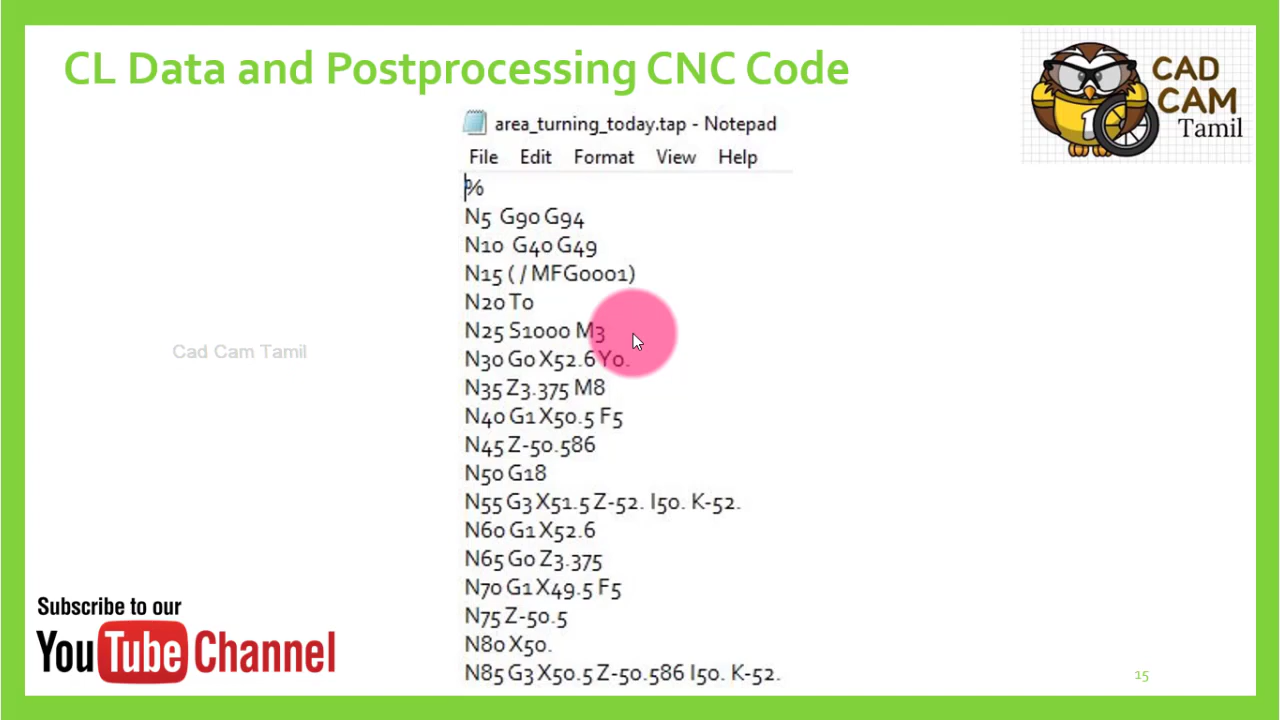 CL Data and Postprocessing CNC Code
CAD
CAM
Tamil
area_turning_today.tap - Notepad
File Edit Format View Help
%
N5 G90 G94
N10 G40 G49
N15 ( / MFG0001)
N20 T0
N25 S1000 M3
N30 G0 X52.6 Y0.
N35 Z3.375 M8
N40 G1 X50.5 F5
N45 Z-50.586
N50 G18
N55 G3 X51.5 Z-52. I50. K-52.
N60 G1 X52.6
N65 G0 Z3.375
N70 G1 X49.5 F5
N75 Z-50.5
N80 X50.
N85 G3 X50.5 Z-50.586 I50. K-52.
Cad Cam Tamil
Subscribe to our
YouTube Channel
15